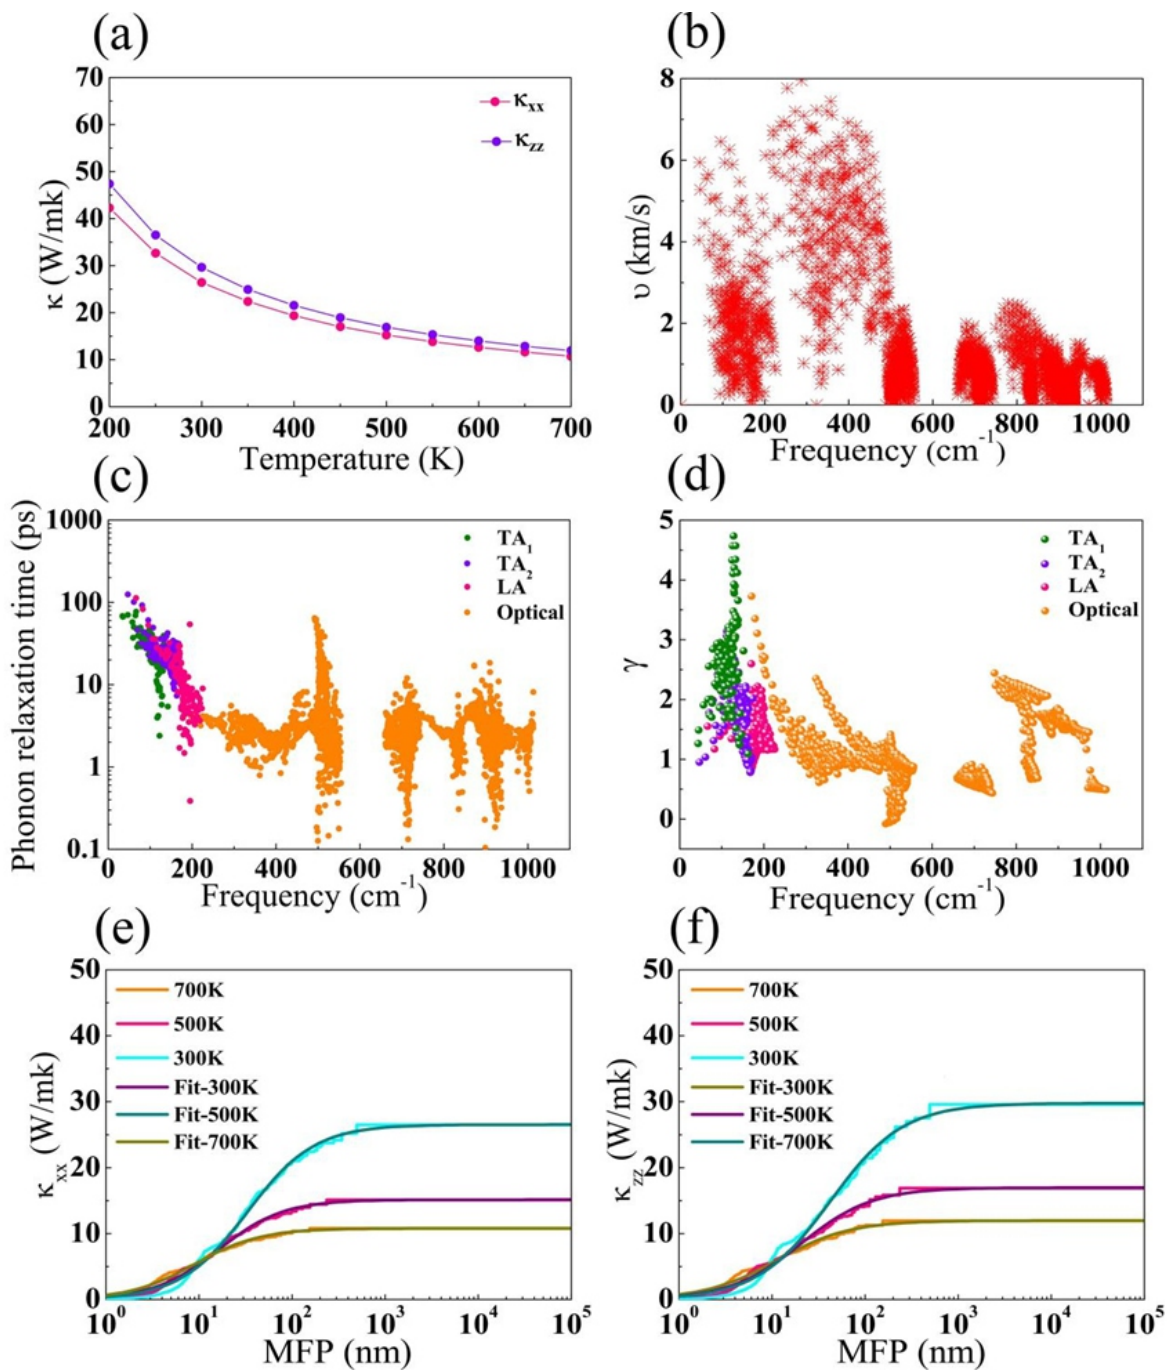 (a)
70
60
50
40
30
20
10
0
κ (W/mk)
κxx
κzz
200 300 400 500 600 700
Temperature (K)
(b)
8
6
4
2
0
υ (km/s)
0 200 400 600 800 1000
Frequency (cm-1)
(c)
1000
100
10
1
0.1
Phonon relaxation time (ps)
TA1
TA2
LA
Optical
0 200 400 600 800 1000
Frequency (cm-1)
(d)
5
4
3
2
1
0
γ
TA1
TA2
LA
Optical
0 200 400 600 800 1000
Frequency (cm-1)
(e)
50
40
30
20
10
0
κxx (W/mk)
700K
500K
300K
Fit-300K
Fit-500K
Fit-700K
10^0 10^1 10^2 10^3 10^4 10^5
MFP (nm)
(f)
50
40
30
20
10
0
κzz (W/mk)
700K
500K
300K
Fit-300K
Fit-500K
Fit-700K
10^0 10^1 10^2 10^3 10^4 10^5
MFP (nm)